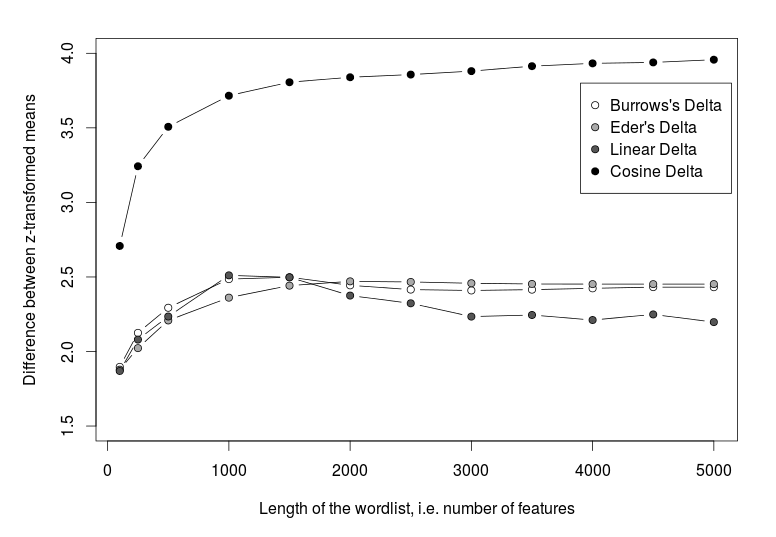 Difference between z-transformed means
4.0
3.5
3.0
2.5
2.0
1.5
Burrows's Delta
Eder's Delta
Linear Delta
Cosine Delta
0 1000 2000 3000 4000 5000
Length of the wordlist, i.e. number of features